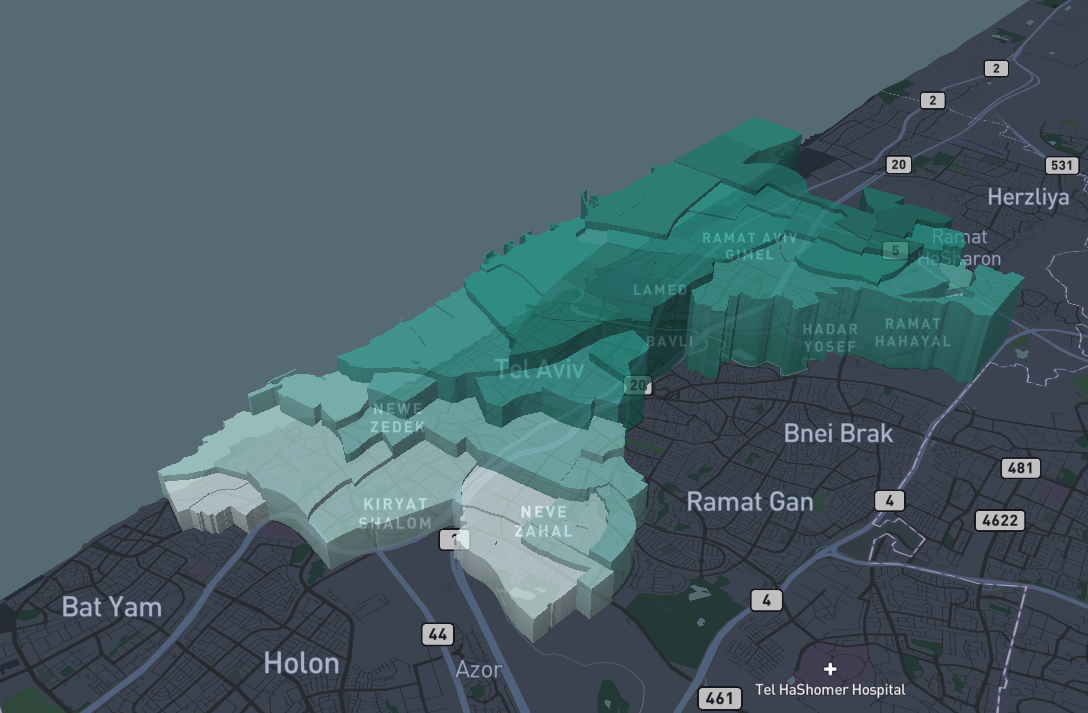 2
2
20
531
Herzliya
RAMAT AVIV
GIMEL
5
Ramat
HaSharon
LAMED
BAVLI
HADAR
YOSEF
RAMAT
HAHAYAL
Tel Aviv
20
NEWE
ZEDEK
Bnei Brak
481
4
Ramat Gan
4622
KIRYAT
SHALOM
NEVE
ZAHAL
1
Bat Yam
4
44
Holon
Azor
Tel HaShomer Hospital
461